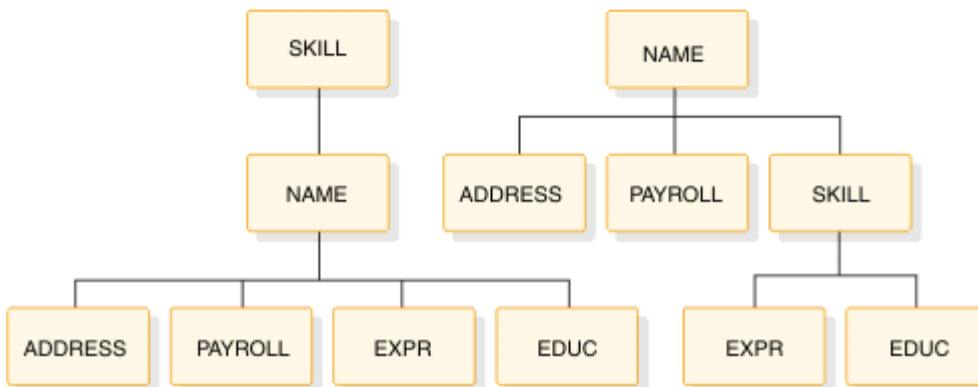 SKILL
NAME
NAME
ADDRESS
PAYROLL
SKILL
ADDRESS
PAYROLL
EXPR
EDUC
EXPR
EDUC